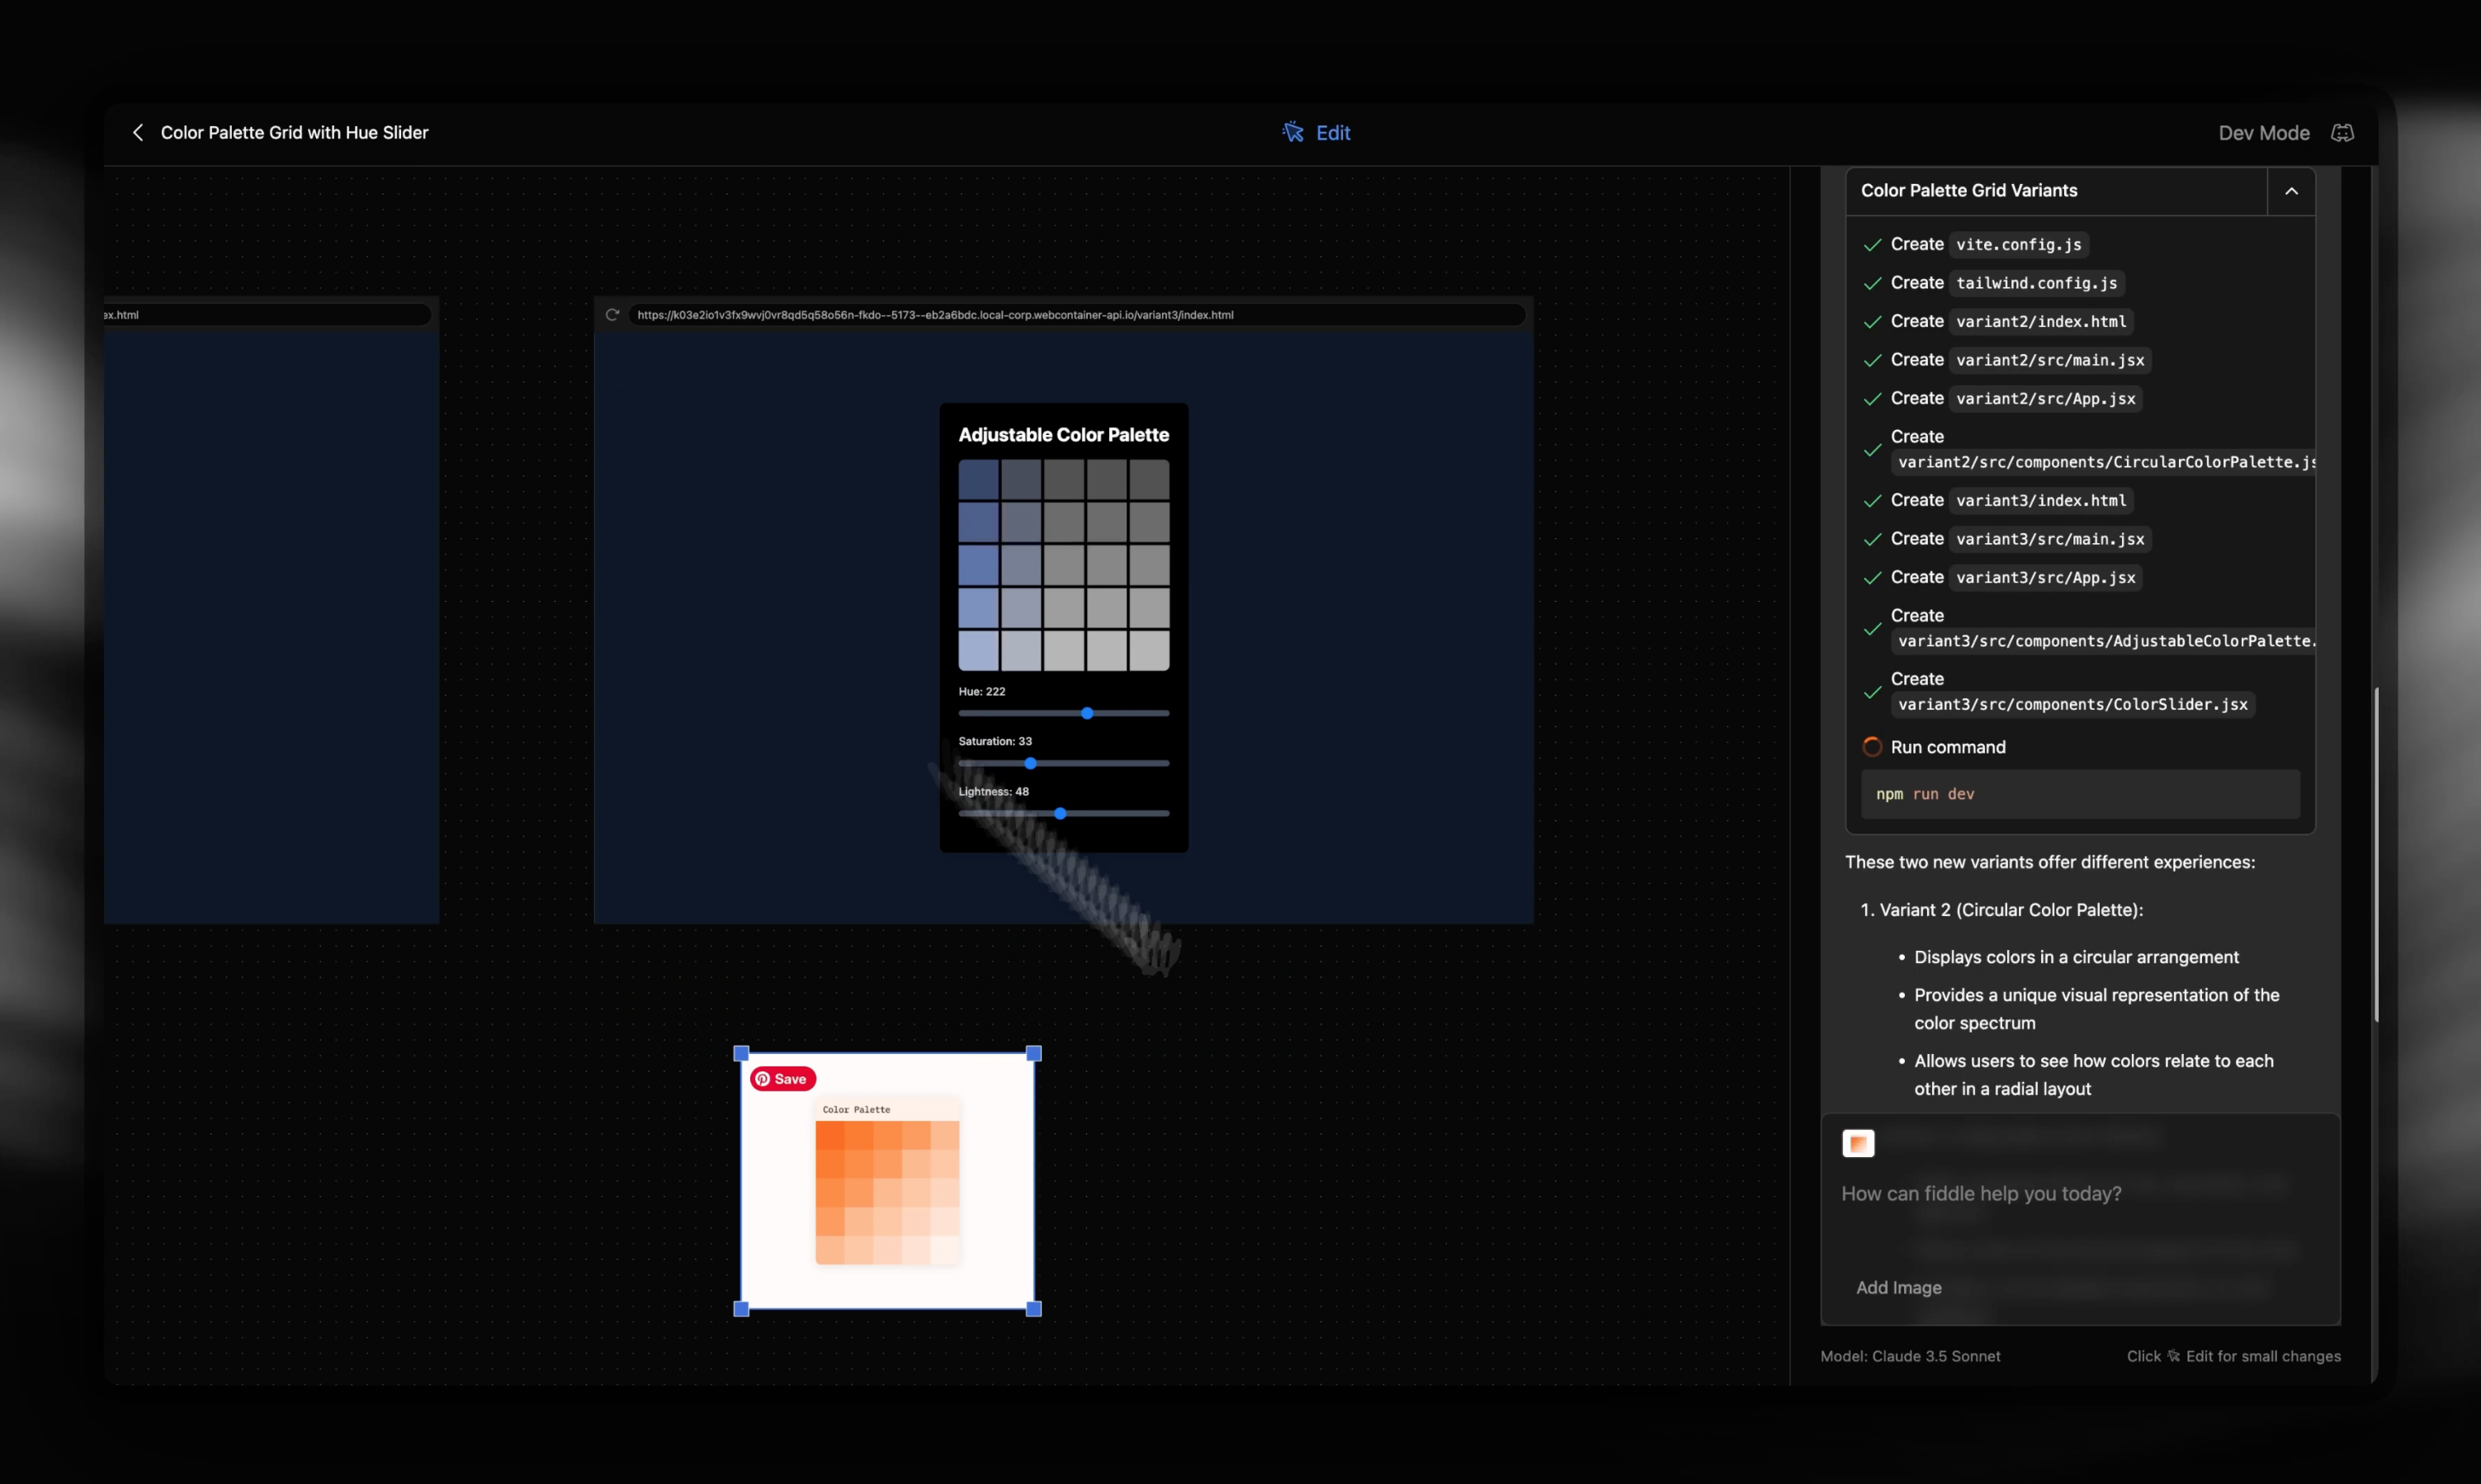 Color Palette Grid with Hue Slider
Edit
Dev Mode
ex.html
https://k03e2io1v3fx9wvj0vr8qd5q58o56n-fkdo--5173--eb2a6bdc.local-corp.webcontainer-api.io/variant3/index.html
Adjustable Color Palette
Hue: 222
Saturation: 33
Lightness: 48
Save
Color Palette
Color Palette Grid Variants
Create vite.config.js
Create tailwind.config.js
Create variant2/index.html
Create variant2/src/main.jsx
Create variant2/src/App.jsx
Create
variant2/src/components/CircularColorPalette.js
Create variant3/index.html
Create variant3/src/main.jsx
Create variant3/src/App.jsx
Create
variant3/src/components/AdjustableColorPalette.
Create
variant3/src/components/ColorSlider.jsx
Run command
npm run dev
These two new variants offer different experiences:
1. Variant 2 (Circular Color Palette):
• Displays colors in a circular arrangement
• Provides a unique visual representation of the
color spectrum
• Allows users to see how colors relate to each
other in a radial layout
How can fiddle help you today?
Add Image
Model: Claude 3.5 Sonnet
Click Edit for small changes